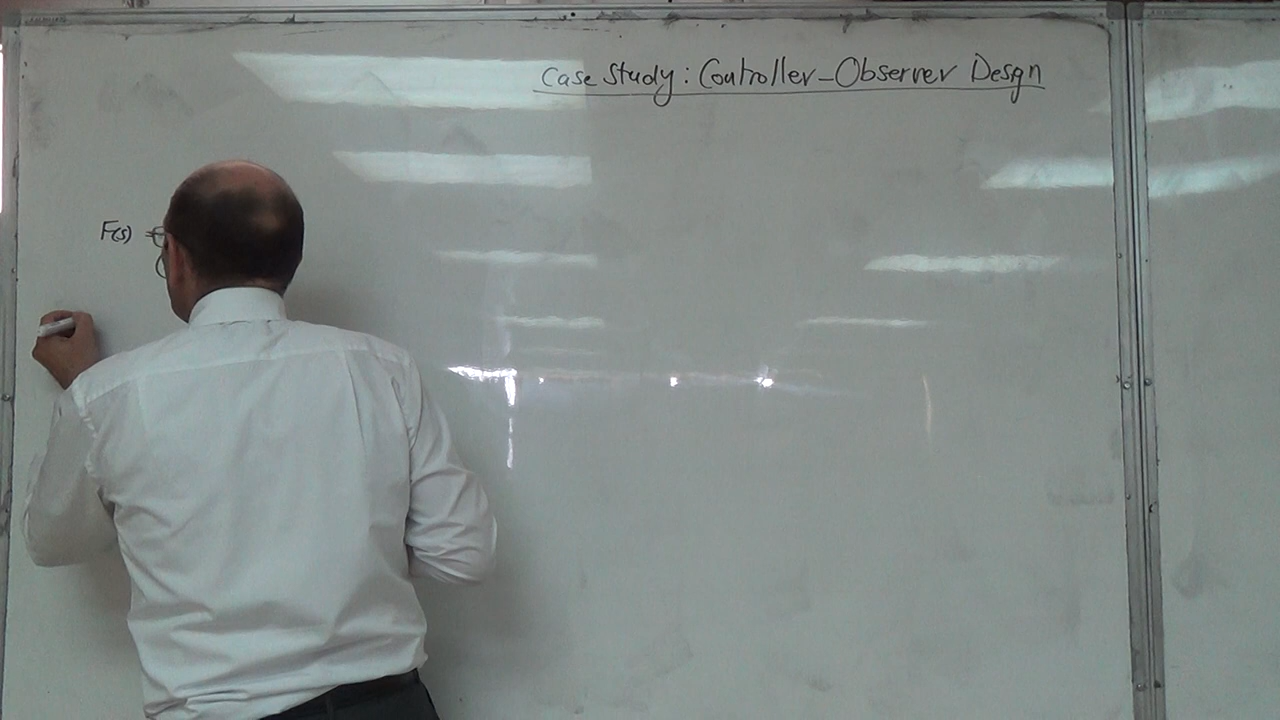 Case Study: Controller-Observer Desgn
F(s) =